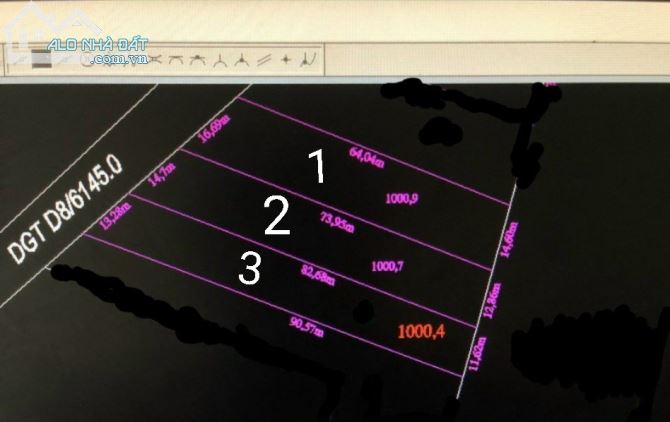 ALO NHÀ ĐẤT
.com.vn
DGT D8/6145.0
16,69m
64,04m
1
1000,9
14,60m
14,7m
73,95m
2
1000,7
12,86m
13,28m
82,68m
3
1000,4
11,62m
90,57m